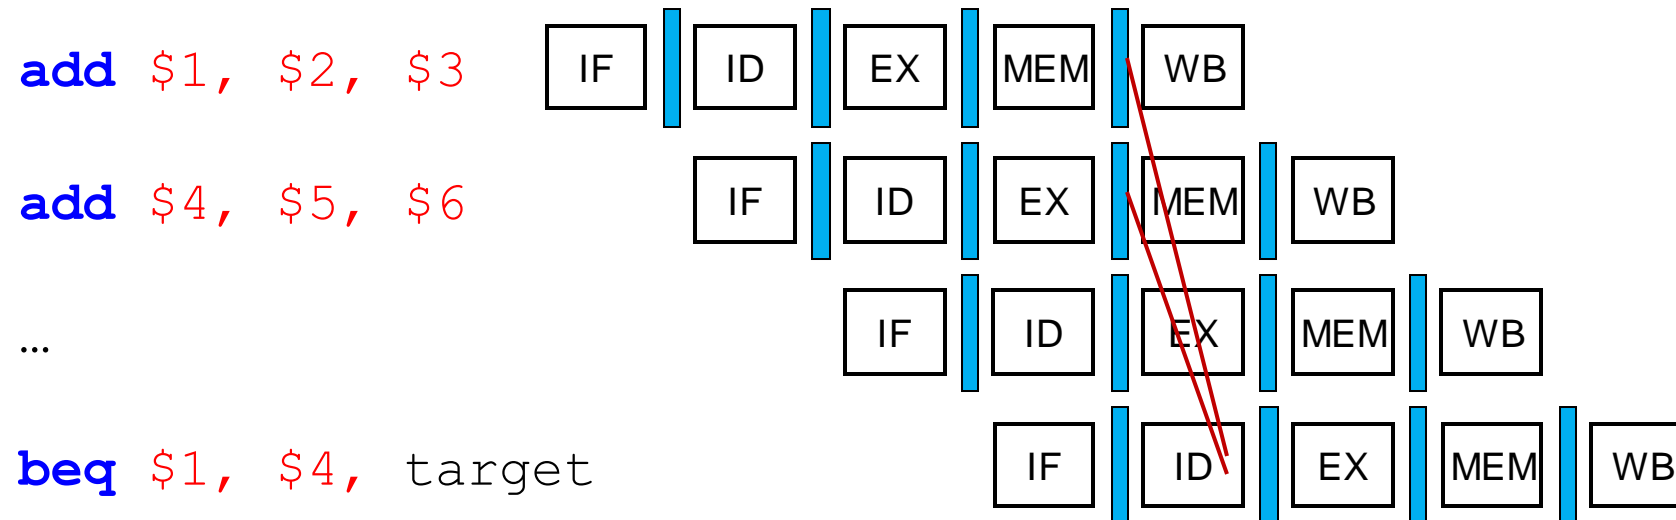 add $1, $2, $3 IF ID EX MEM WB
add $4, $5, $6 IF ID EX MEM WB
… IF ID EX MEM WB
beq $1, $4, target IF ID EX MEM WB